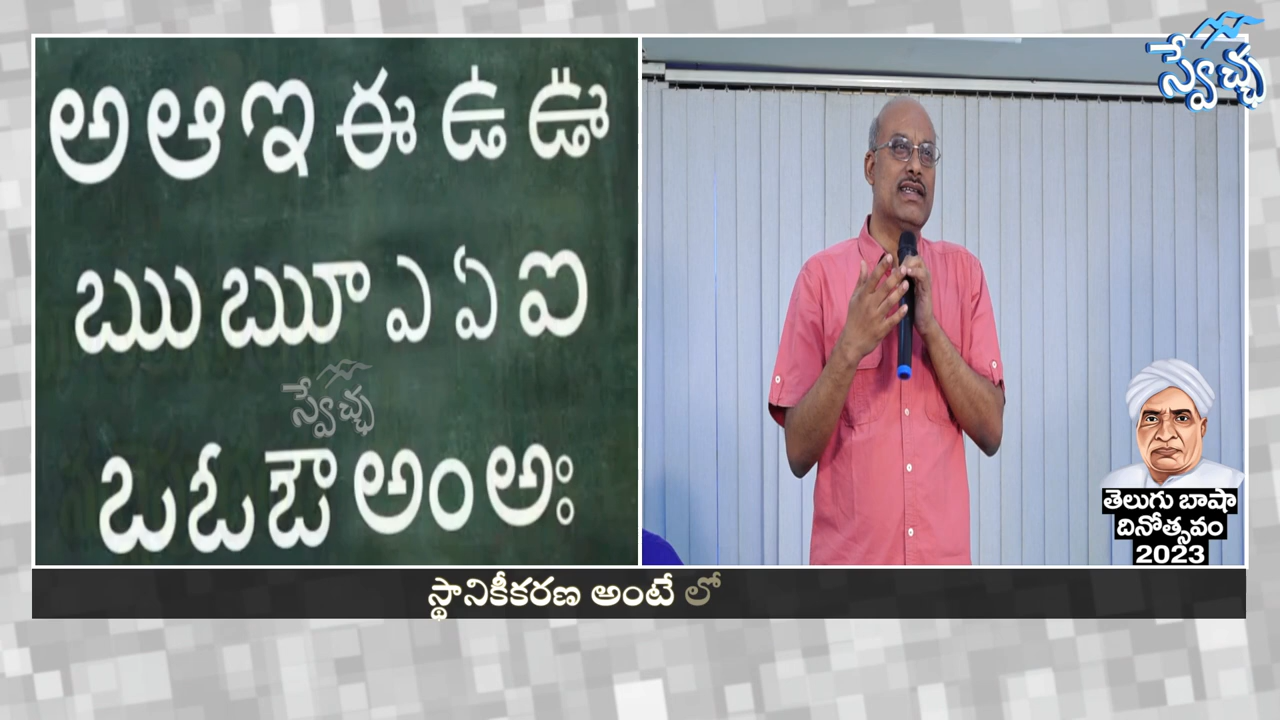 అ ఆ ఇ ఈ ఉ ఊ
ఋ ౠ ఎ ఏ ఐ
ఒ ఓ ఔ అం అః
స్వేచ్ఛ
స్వేచ్ఛ
తెలుగు బాషా
దినోత్సవం
2023
స్థానికీకరణ అంటే లో